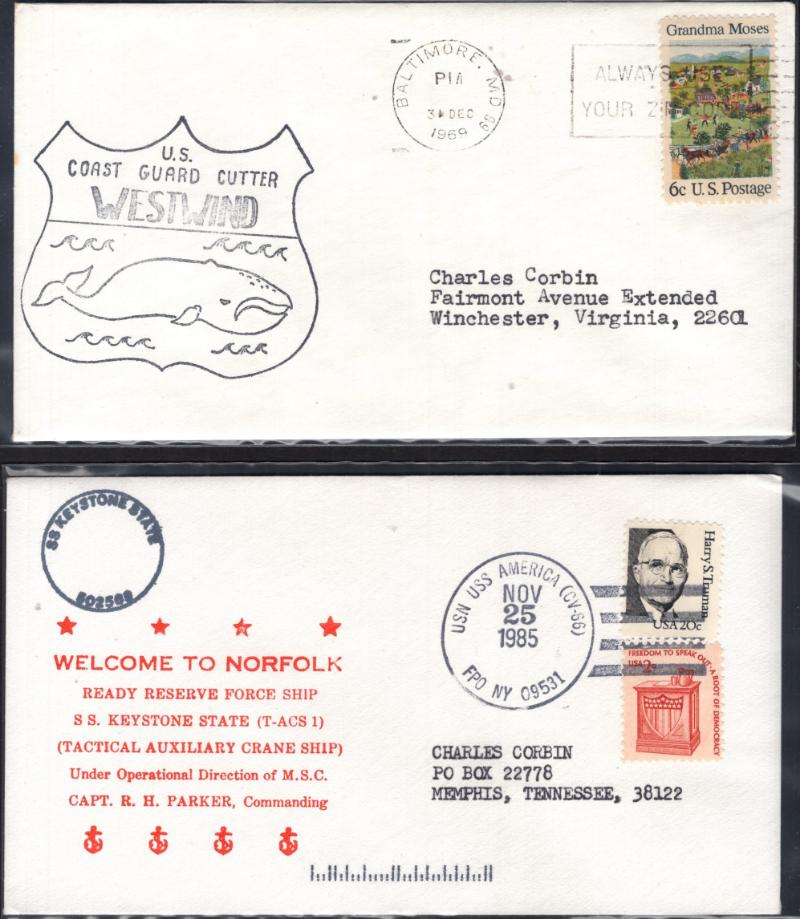 U.S.
COAST GUARD CUTTER
WESTWIND
BALTIMORE MD 99
31 DEC
1969
ALWAYS USE
YOUR
Grandma Moses
6c U.S. Postage
Charles Corbin
Fairmont Avenue Extended
Winchester, Virginia, 22601
SS KEYSTONE STATE
WELCOME TO NORFOLK
READY RESERVE FORCE SHIP
S S. KEYSTONE STATE (T-ACS 1)
(TACTICAL AUXILIARY CRANE SHIP)
Under Operational Direction of M.S.C.
CAPT. R. H. PARKER, Commanding
USN USS AMERICA (CV-66)
NOV
25
1985
FPO NY 09531
Harry S. Truman
USA 20c
FREEDOM TO SPEAK OUT-A ROOT OF DEMOCRACY
USA 2c
CHARLES CORBIN
PO BOX 22778
MEMPHIS, TENNESSEE, 38122